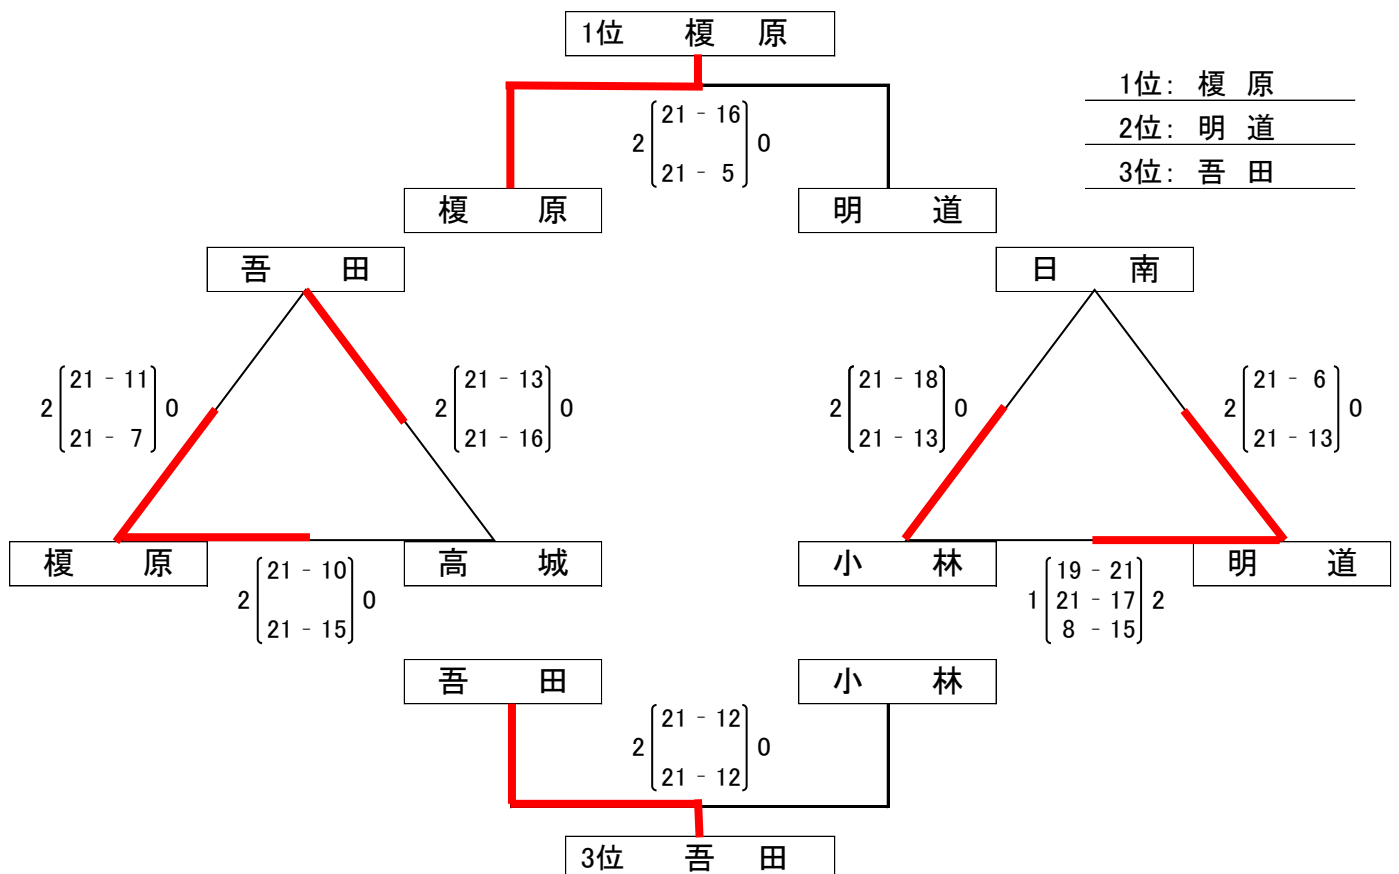 1位 榎 原
1位： 榎 原
2位： 明 道
3位： 吾 田
21 - 16
2 0
21 - 5
榎 原 明 道
吾 田 日 南
21 - 11 21 - 13 21 - 18 21 - 6
2 0 2 0 2 0 2 0
21 - 7 21 - 16 21 - 13 21 - 13
榎 原 高 城 小 林 明 道
21 - 10 19 - 21
2 0 1 21 - 17 2
21 - 15 8 - 15
吾 田 小 林
21 - 12
2 0
21 - 12
3位 吾 田